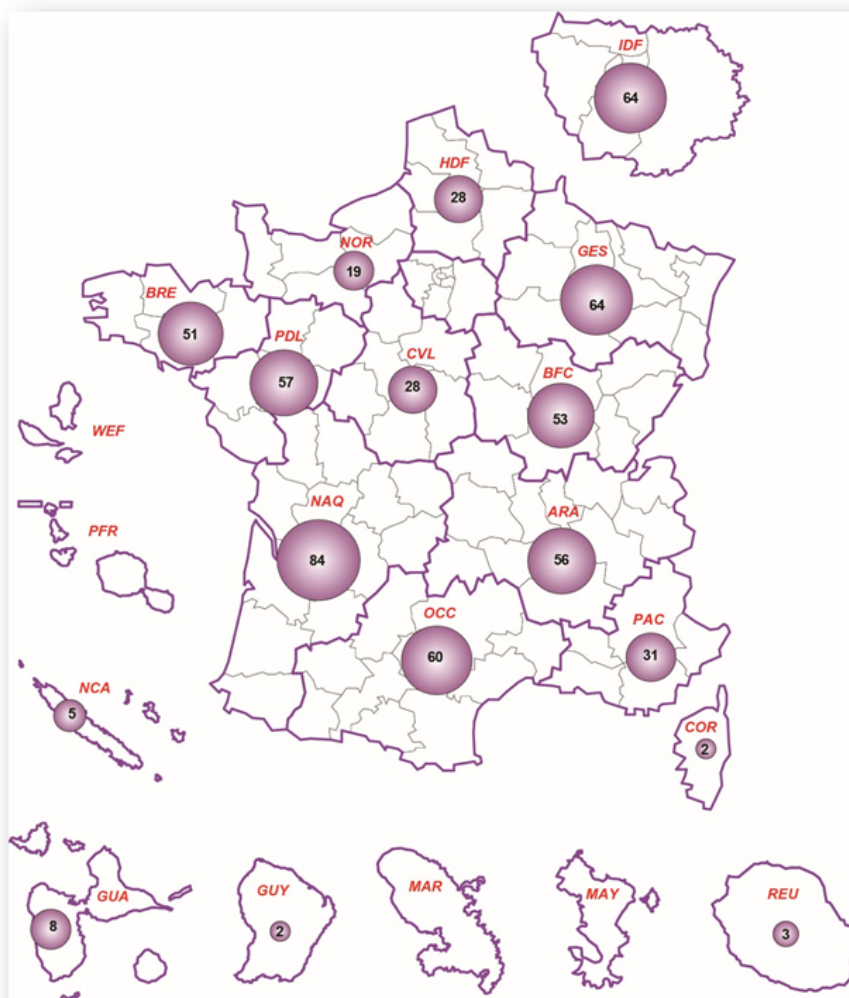 IDF
64
HDF
28
NOR
19
GES
64
BRE
51
PDL
57
CVL
28
BFC
53
WEF
NAQ
84
ARA
56
PFR
OCC
60
PAC
31
NCA
5
COR
2
GUA
8
GUY
2
MAR
MAY
REU
3